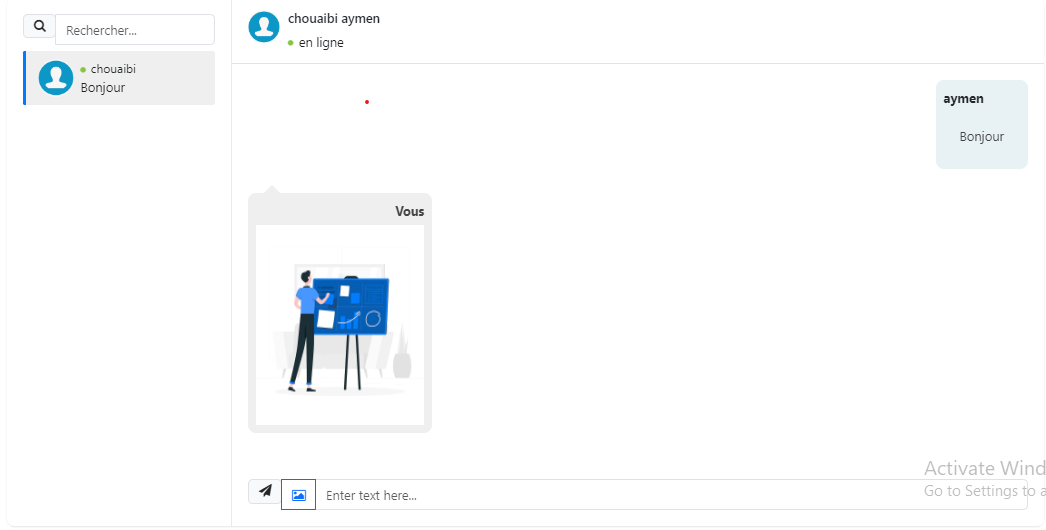 Rechercher...
chouaibi
Bonjour
chouaibi aymen
en ligne
aymen
Bonjour
Vous
Enter text here...
Activate Wind
Go to Settings to a